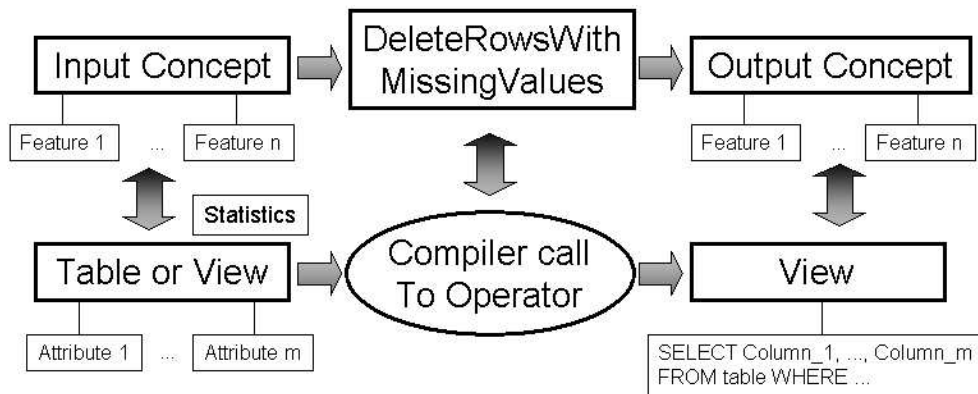 Input Concept
DeleteRowsWith
MissingValues
Output Concept
Feature 1 ... Feature n
Feature 1 ... Feature n
Statistics
Table or View
Compiler call
To Operator
View
Attribute 1 ... Attribute m
SELECT Column_1, ..., Column_m
FROM table WHERE ...